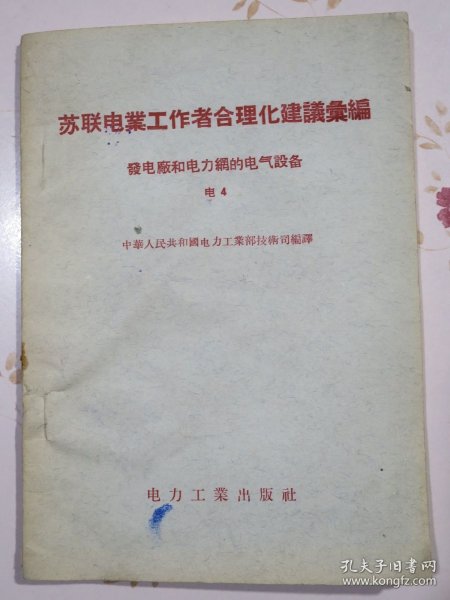 苏联电業工作者合理化建議彙編
發电廠和电力網的电气設备
电 4
中華人民共和國电力工業部技術司編譯
电力工業出版社
孔夫子旧书网
www.kongfz.com